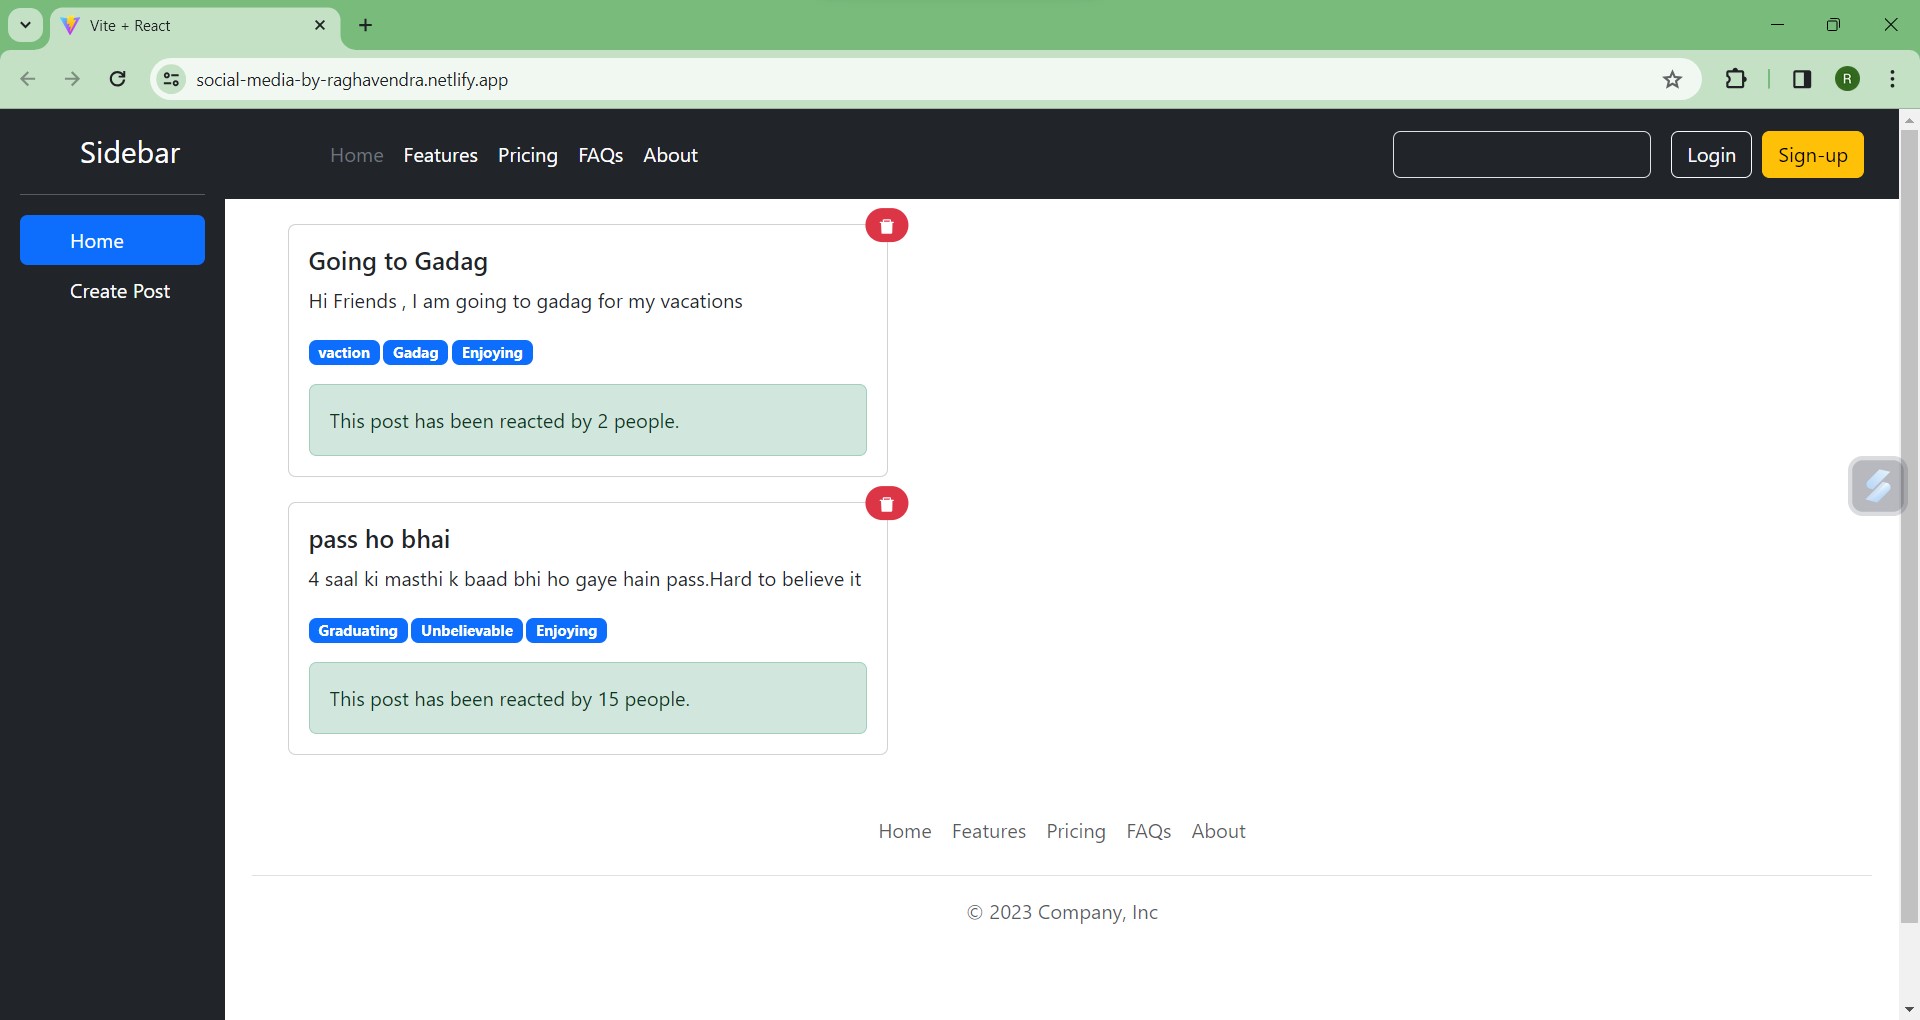 Vite + React
social-media-by-raghavendra.netlify.app
R
Sidebar
Home Features Pricing FAQs About
Login
Sign-up
Home
Create Post
Going to Gadag
Hi Friends , I am going to gadag for my vacations
vaction Gadag Enjoying
This post has been reacted by 2 people.
pass ho bhai
4 saal ki masthi k baad bhi ho gaye hain pass.Hard to believe it
Graduating Unbelievable Enjoying
This post has been reacted by 15 people.
Home Features Pricing FAQs About
© 2023 Company, Inc